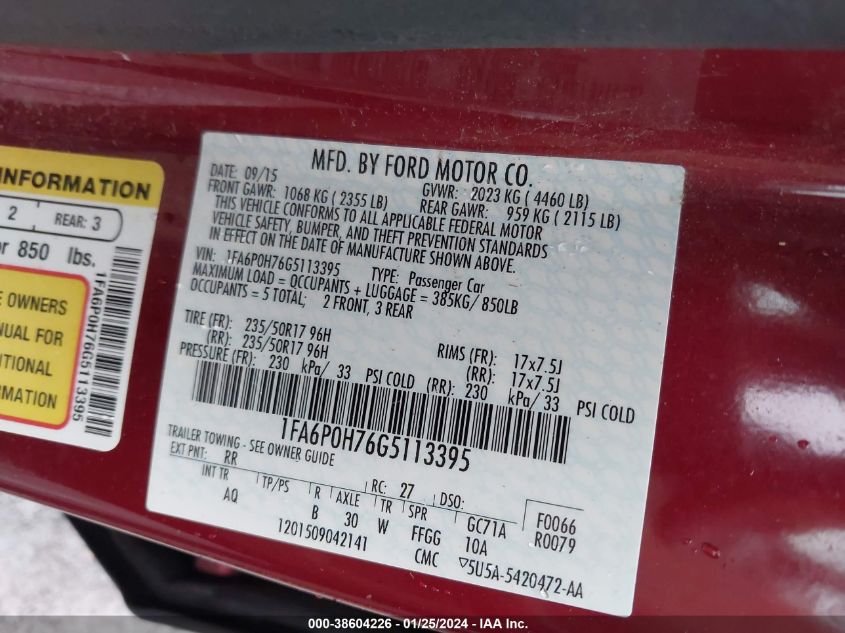 INFORMATION
2 REAR: 3
or 850 lbs.
E OWNERS
NUAL FOR
ITIONAL
RMATION
1FA6P0H76G5113395
MFD. BY FORD MOTOR CO.
DATE: 09/15 GVWR: 2023 KG ( 4460 LB)
FRONT GAWR: 1068 KG ( 2355 LB) REAR GAWR: 959 KG ( 2115 LB)
THIS VEHICLE CONFORMS TO ALL APPLICABLE FEDERAL MOTOR
VEHICLE SAFETY, BUMPER, AND THEFT PREVENTION STANDARDS
IN EFFECT ON THE DATE OF MANUFACTURE SHOWN ABOVE.
VIN: 1FA6P0H76G5113395 TYPE: Passenger Car
MAXIMUM LOAD = OCCUPANTS + LUGGAGE = 385KG/ 850LB
OCCUPANTS = 5 TOTAL; 2 FRONT, 3 REAR
TIRE (FR): 235/50R17 96H RIMS (FR): 17x7.5J
(RR): 235/50R17 96H (RR): 17x7.5J
PRESSURE (FR): 230 kPa/ 33 PSI COLD (RR): 230 kPa/33 PSI COLD
1FA6P0H76G5113395
TRAILER TOWING - SEE OWNER GUIDE
EXT PNT: RR RC: 27 DSO: F0066
INT TR TP/PS R AXLE TR SPR GC71A R0079
AQ B 30 W FFGG 10A
1201509042141 CMC ▽5U5A-5420472-AA
000-38604226 - 01/25/2024 - IAAI Inc.